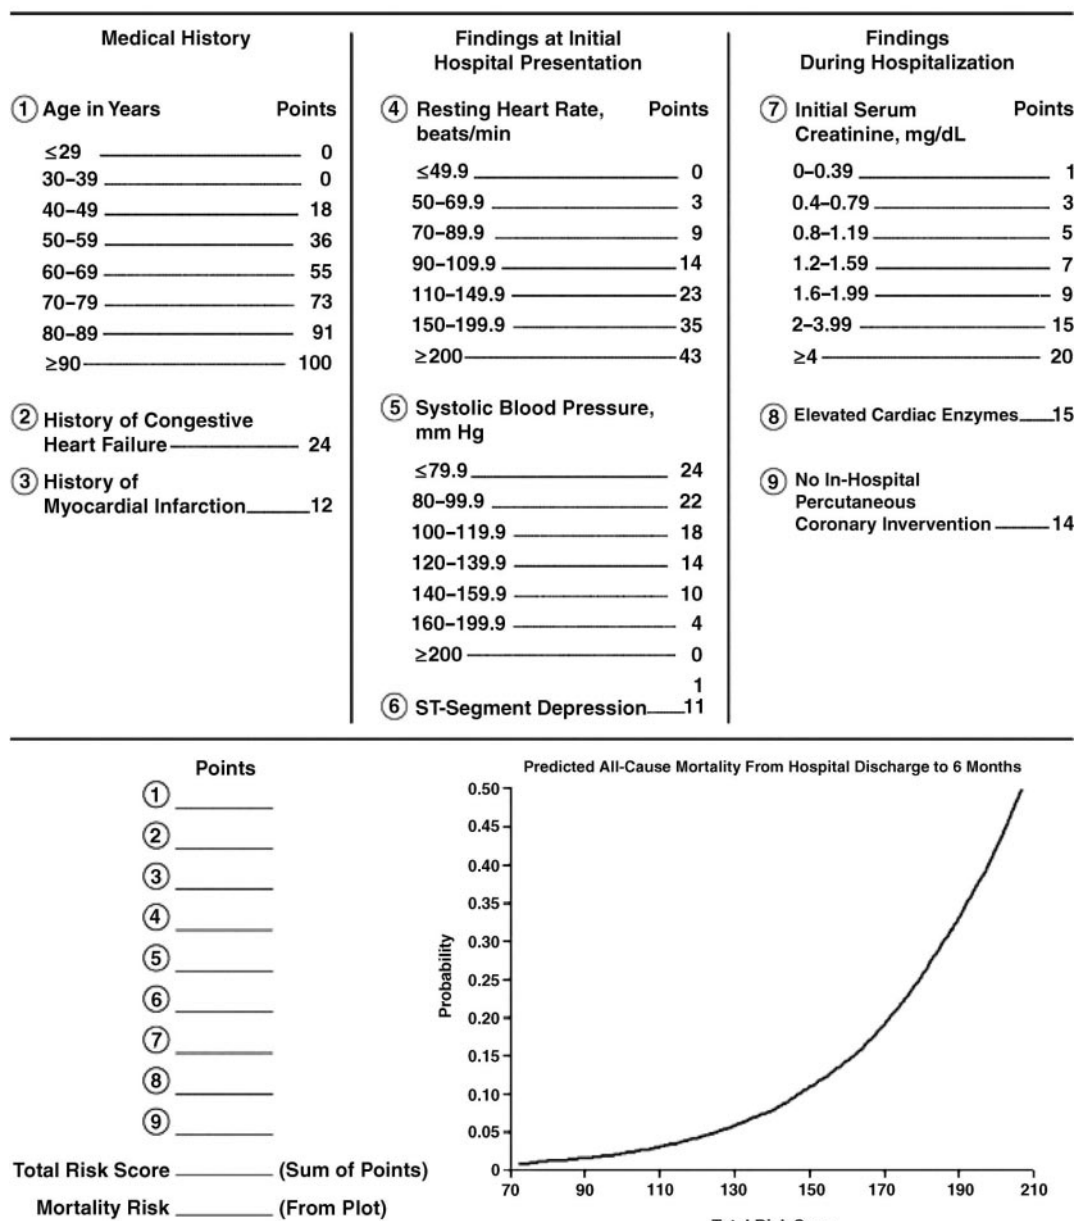 Medical History
① Age in Years Points
≤29 0
30–39 0
40–49 18
50–59 36
60–69 55
70–79 73
80–89 91
≥90 100
② History of Congestive
Heart Failure 24
③ History of
Myocardial Infarction 12
Findings at Initial
Hospital Presentation
④ Resting Heart Rate, Points
beats/min
≤49.9 0
50–69.9 3
70–89.9 9
90–109.9 14
110–149.9 23
150–199.9 35
≥200 43
⑤ Systolic Blood Pressure,
mm Hg
≤79.9 24
80–99.9 22
100–119.9 18
120–139.9 14
140–159.9 10
160–199.9 4
≥200 0
1
⑥ ST-Segment Depression 11
Findings
During Hospitalization
⑦ Initial Serum Points
Creatinine, mg/dL
0–0.39 1
0.4–0.79 3
0.8–1.19 5
1.2–1.59 7
1.6–1.99 9
2–3.99 15
≥4 20
⑧ Elevated Cardiac Enzymes 15
⑨ No In-Hospital
Percutaneous
Coronary Invervention 14
Points
①
②
③
④
⑤
⑥
⑦
⑧
⑨
Total Risk Score (Sum of Points)
Mortality Risk (From Plot)
Predicted All-Cause Mortality From Hospital Discharge to 6 Months
Probability
0.50
0.45
0.40
0.35
0.30
0.25
0.20
0.15
0.10
0.05
0
70 90 110 130 150 170 190 210